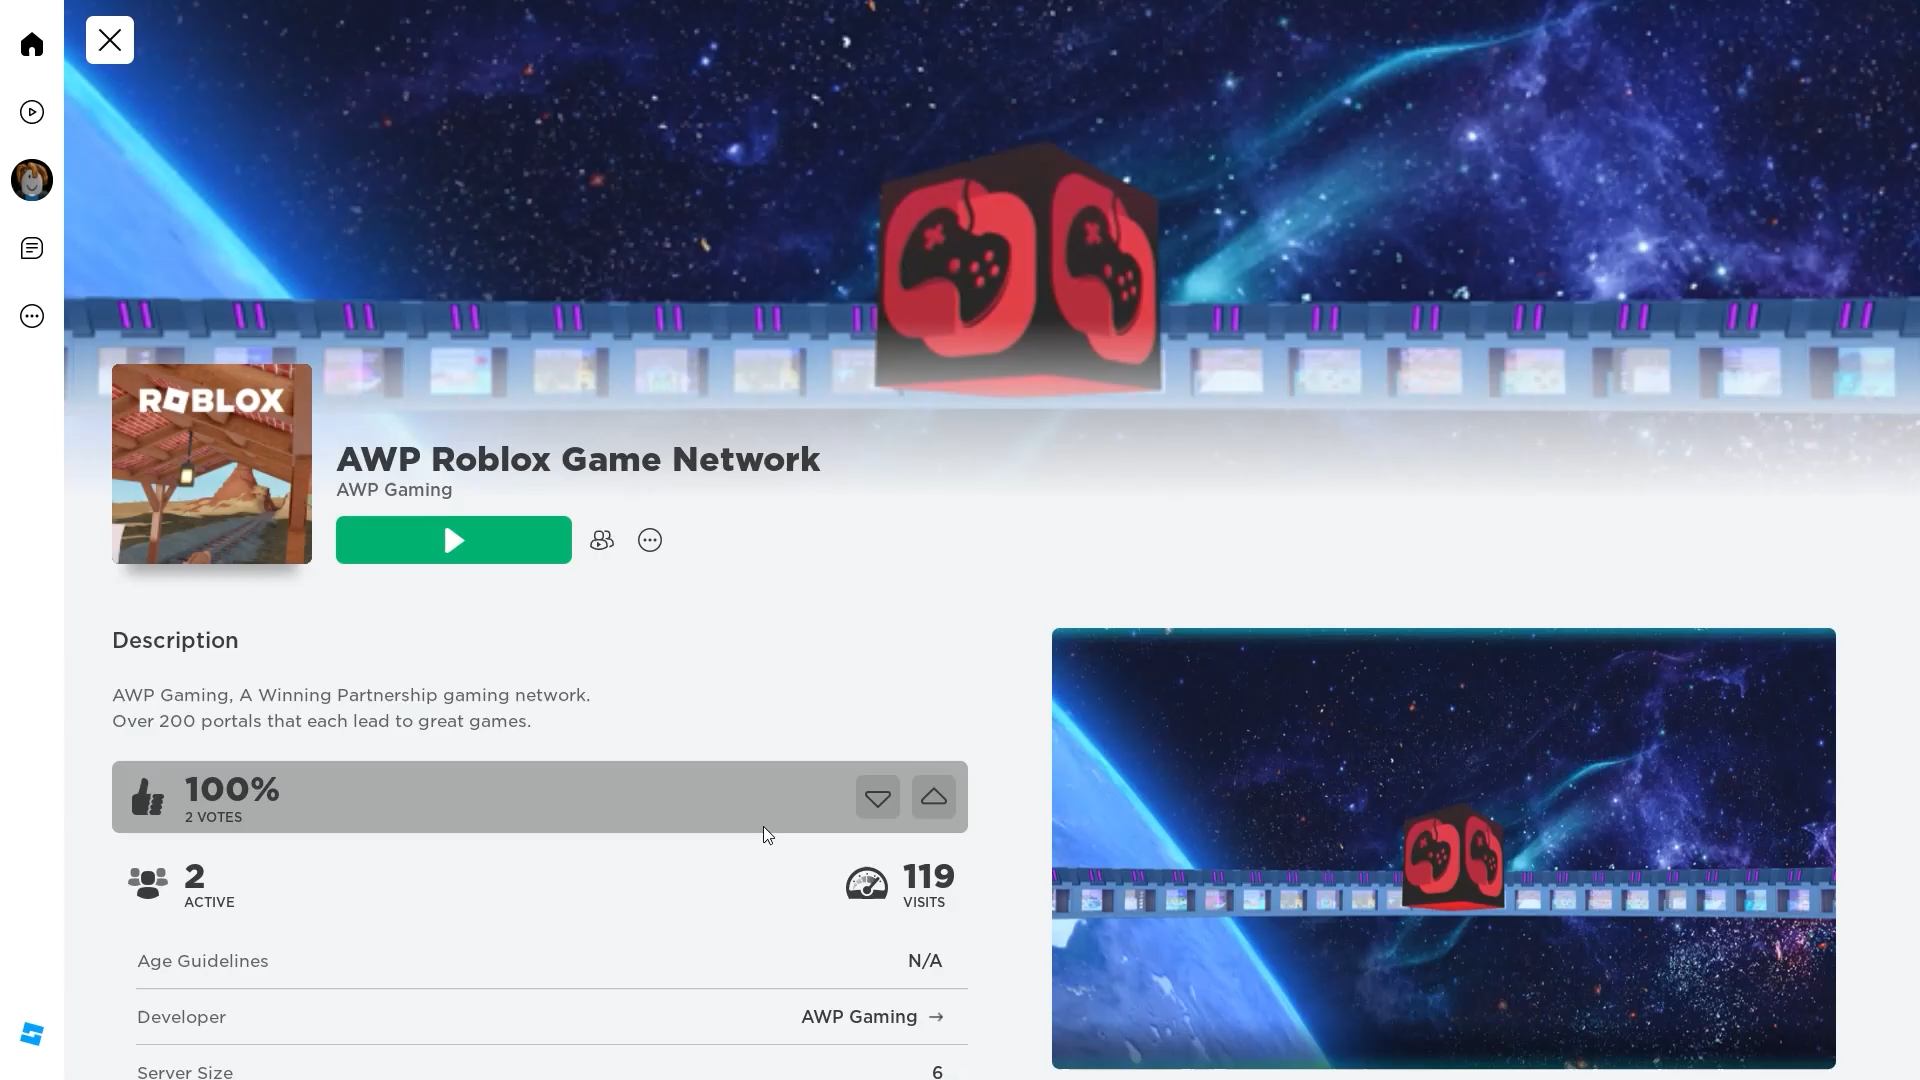 ROBLOX
AWP Roblox Game Network
AWP Gaming
Description
AWP Gaming, A Winning Partnership gaming network.
Over 200 portals that each lead to great games.
100%
2 VOTES
2
ACTIVE
119
VISITS
Age Guidelines
N/A
Developer
AWP Gaming →
Server Size
6